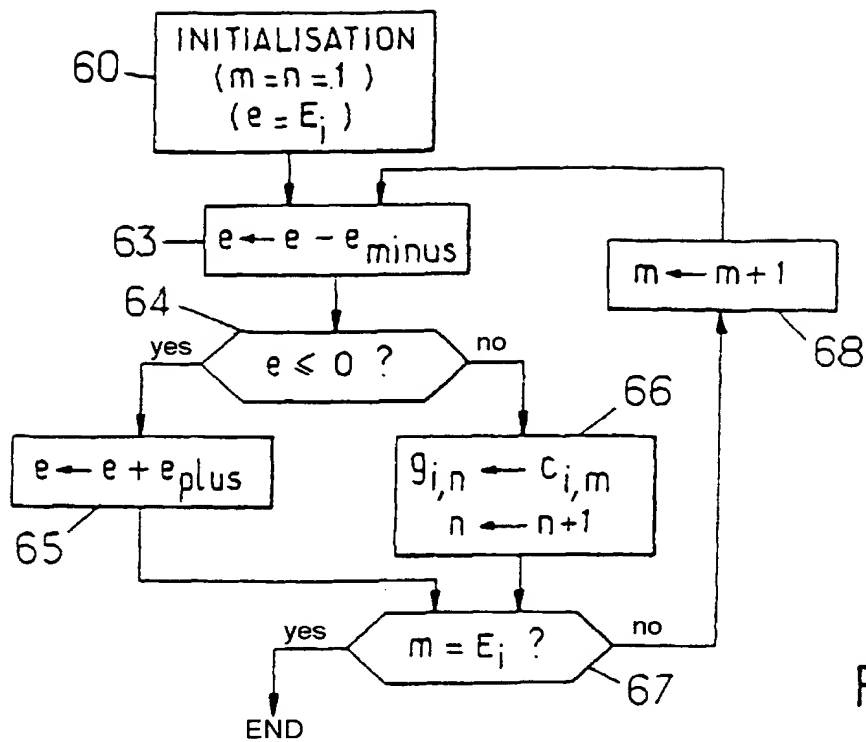 60
INITIALISATION
(m = n = 1)
(e = E_i)
63
e ← e - e_minus
m ← m + 1
68
64
yes
e ⩽ 0 ?
no
66
e ← e + e_plus
65
g_i,n ← c_i,m
n ← n+1
yes
m = E_i ?
no
67
END